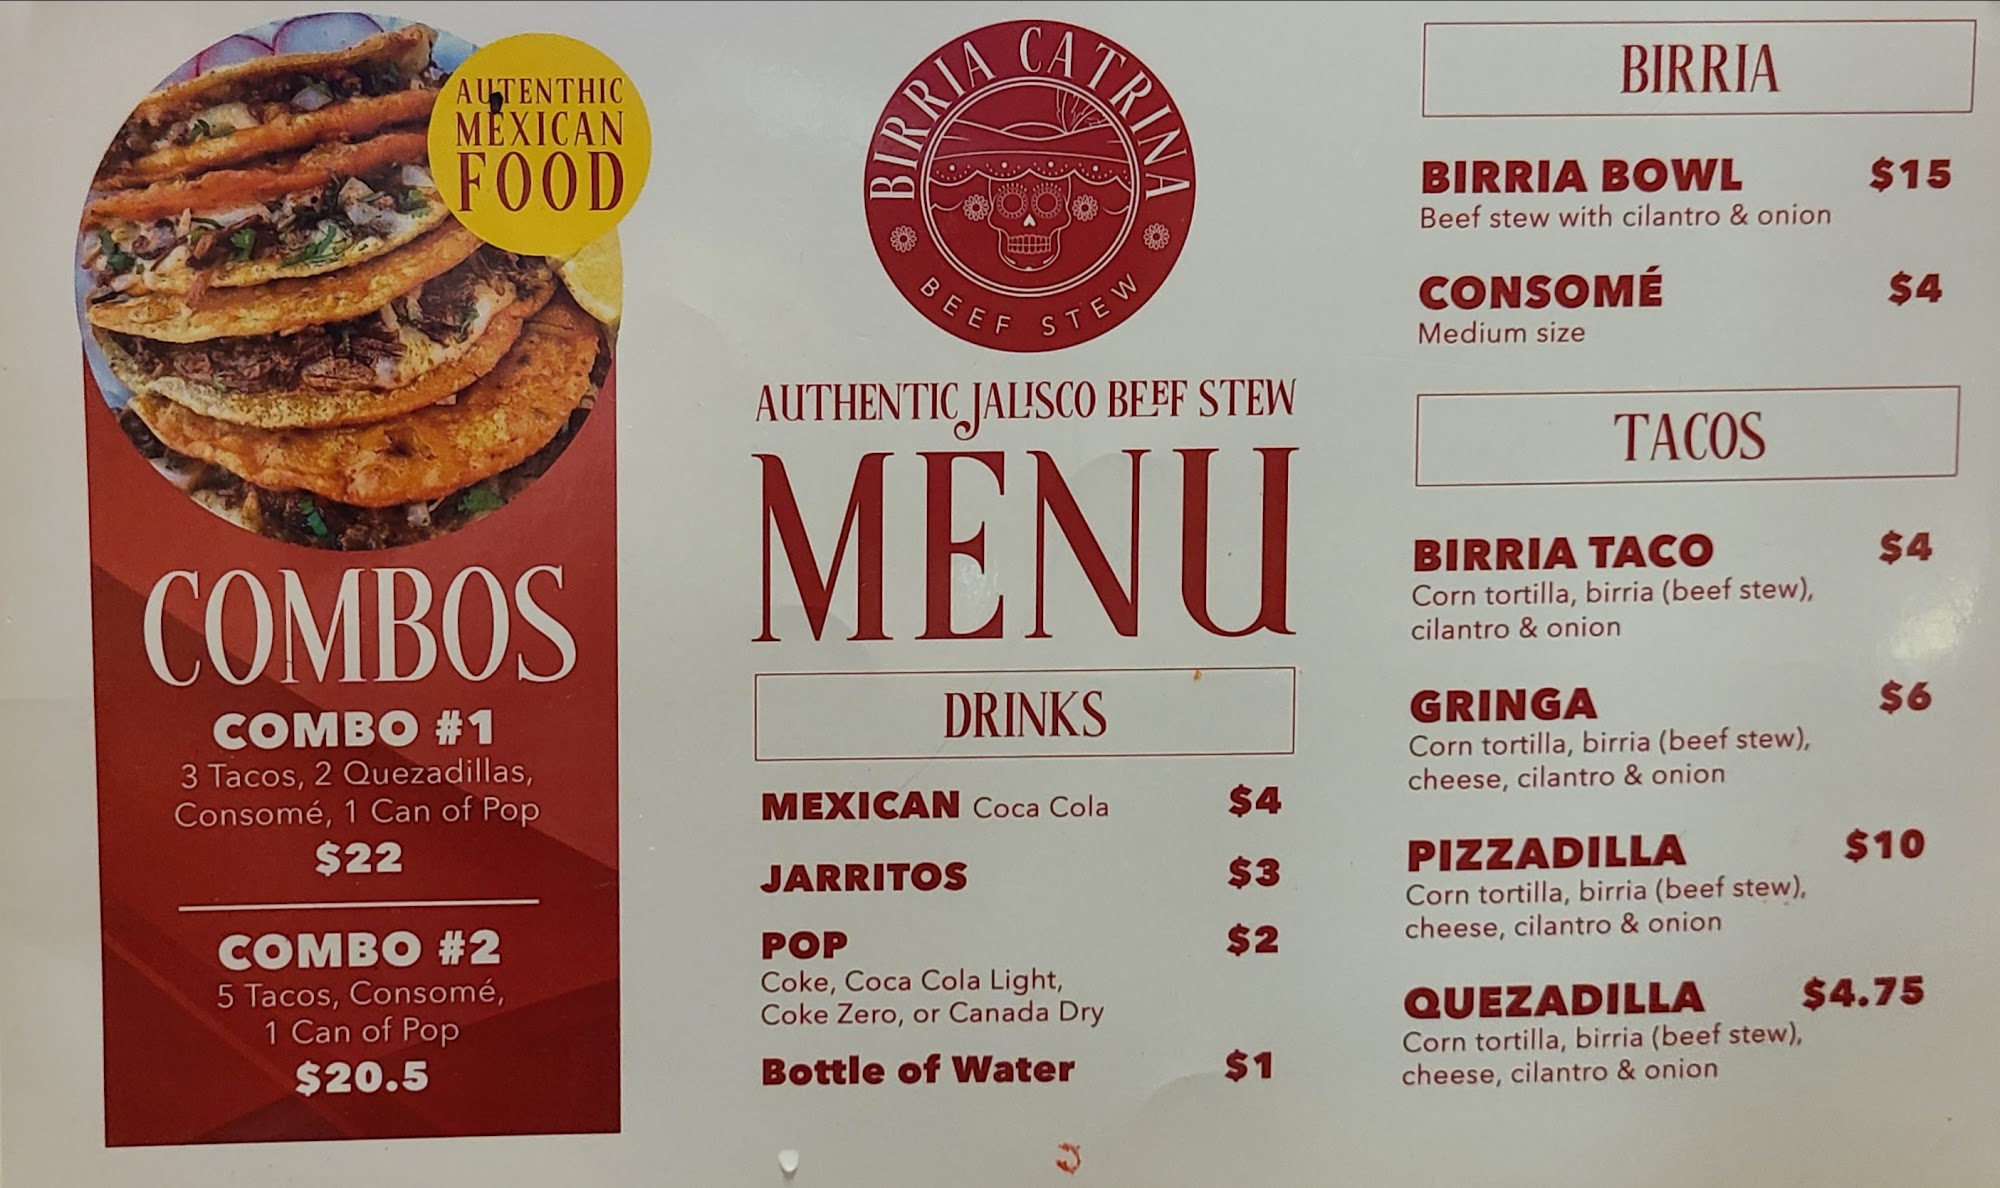 AUTENTHIC
MEXICAN
FOOD
COMBOS
COMBO #1
3 Tacos, 2 Quezadillas,
Consomé, 1 Can of Pop
$22
COMBO #2
5 Tacos, Consomé,
1 Can of Pop
$20.5
BIRRIA CATRINA
BEEF STEW
AUTHENTIC JALISCO BEEF STEW
MENU
DRINKS
MEXICAN Coca Cola $4
JARRITOS $3
POP $2
Coke, Coca Cola Light,
Coke Zero, or Canada Dry
Bottle of Water $1
BIRRIA
BIRRIA BOWL $15
Beef stew with cilantro & onion
CONSOMÉ $4
Medium size
TACOS
BIRRIA TACO $4
Corn tortilla, birria (beef stew),
cilantro & onion
GRINGA $6
Corn tortilla, birria (beef stew),
cheese, cilantro & onion
PIZZADILLA $10
Corn tortilla, birria (beef stew),
cheese, cilantro & onion
QUEZADILLA $4.75
Corn tortilla, birria (beef stew),
cheese, cilantro & onion